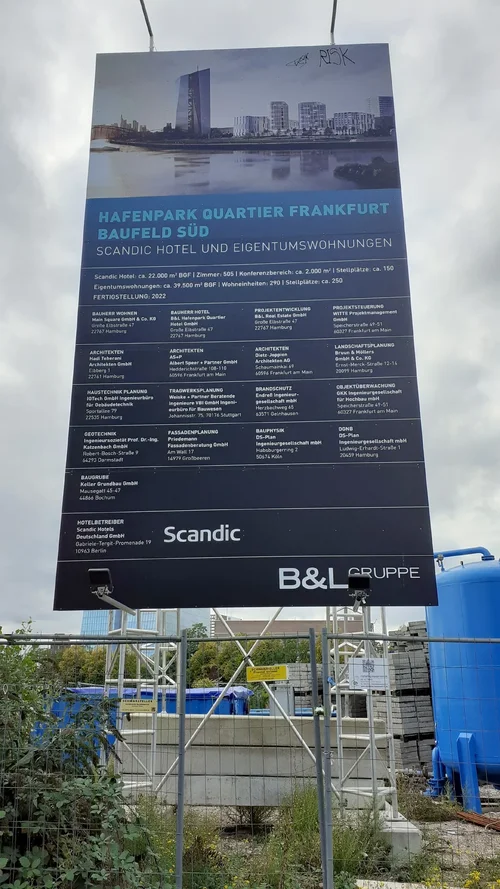 RISK
HAFENPARK QUARTIER FRANKFURT
BAUFELD SÜD
SCANDIC HOTEL UND EIGENTUMSWOHNUNGEN
Scandic Hotel: ca. 22.000 m² BGF | Zimmer: 505 | Konferenzbereich: ca. 2.000 m² | Stellplätze: ca. 150
Eigentumswohnungen: ca. 39.500 m² BGF | Wohneinheiten: 290 | Stellplätze: ca. 250
FERTIGSTELLUNG: 2022
BAUHERR WOHNEN
Main Square GmbH & Co. KG
Große Elbstraße 47
22767 Hamburg
BAUHERR HOTEL
B&L Hafenpark Quartier
Hotel GmbH
Große Elbstraße 47
22767 Hamburg
PROJEKTENTWICKLUNG
B&L Real Estate GmbH
Große Elbstraße 47
22767 Hamburg
PROJEKTSTEUERUNG
WITTE Projektmanagement
GmbH
Speicherstraße 49-51
60327 Frankfurt am Main
ARCHITEKTEN
Hadi Teherani
Architekten GmbH
Elbberg 1
22767 Hamburg
ARCHITEKTEN
AS+P
Albert Speer + Partner GmbH
Hedderichstraße 108-110
60596 Frankfurt am Main
ARCHITEKTEN
Dietz Joppien
Architekten AG
Schaumainkai 69
60596 Frankfurt am Main
LANDSCHAFTSPLANUNG
Breun & Möllers
GmbH & Co. KG
Ernst-Merck-Straße 12-14
20099 Hamburg
HAUSTECHNIK PLANUNG
IGTech GmbH Ingenieurbüro
für Gebäudetechnik
Sportallee 79
22335 Hamburg
TRAGWERKSPLANUNG
Weiske + Partner Beratende
Ingenieure VBI GmbH Ingeni-
eurbüro für Bauwesen
Johannesstr. 75, 70176 Stuttgart
BRANDSCHUTZ
Endreß Ingenieur-
gesellschaft mbH
Herzbachweg
63571 Gelnhausen
OBJEKTÜBERWACHUNG
GKK Ingenieurgesellschaft
für Hochbau mbH
Speicherstraße 49-51
60327 Frankfurt am Main
GEOTECHNIK
Ingenieursozietät Prof. Dr.-Ing.
Katzenbach GmbH
Robert-Bosch-Straße 9
64293 Darmstadt
FASSADENPLANUNG
Priedemann
Fassadenberatung GmbH
Am Wall 17
14979 Großbeeren
BAUPHYSIK
DS-Plan
Ingenieurgesellschaft mbH
Habsburgerring 2
50674 Köln
DGNB
DS-Plan
Ingenieurgesellschaft mbH
Ludwig-Erhardt-Straße 1
20459 Hamburg
BAUGRUBE
Keller Grundbau GmbH
Mausegatt 45-47
44866 Bochum
HOTELBETREIBER
Scandic Hotels
Deutschland GmbH
Gabriele-Tergit-Promenade 19
10963 Berlin
Scandic
B&L GRUPPE